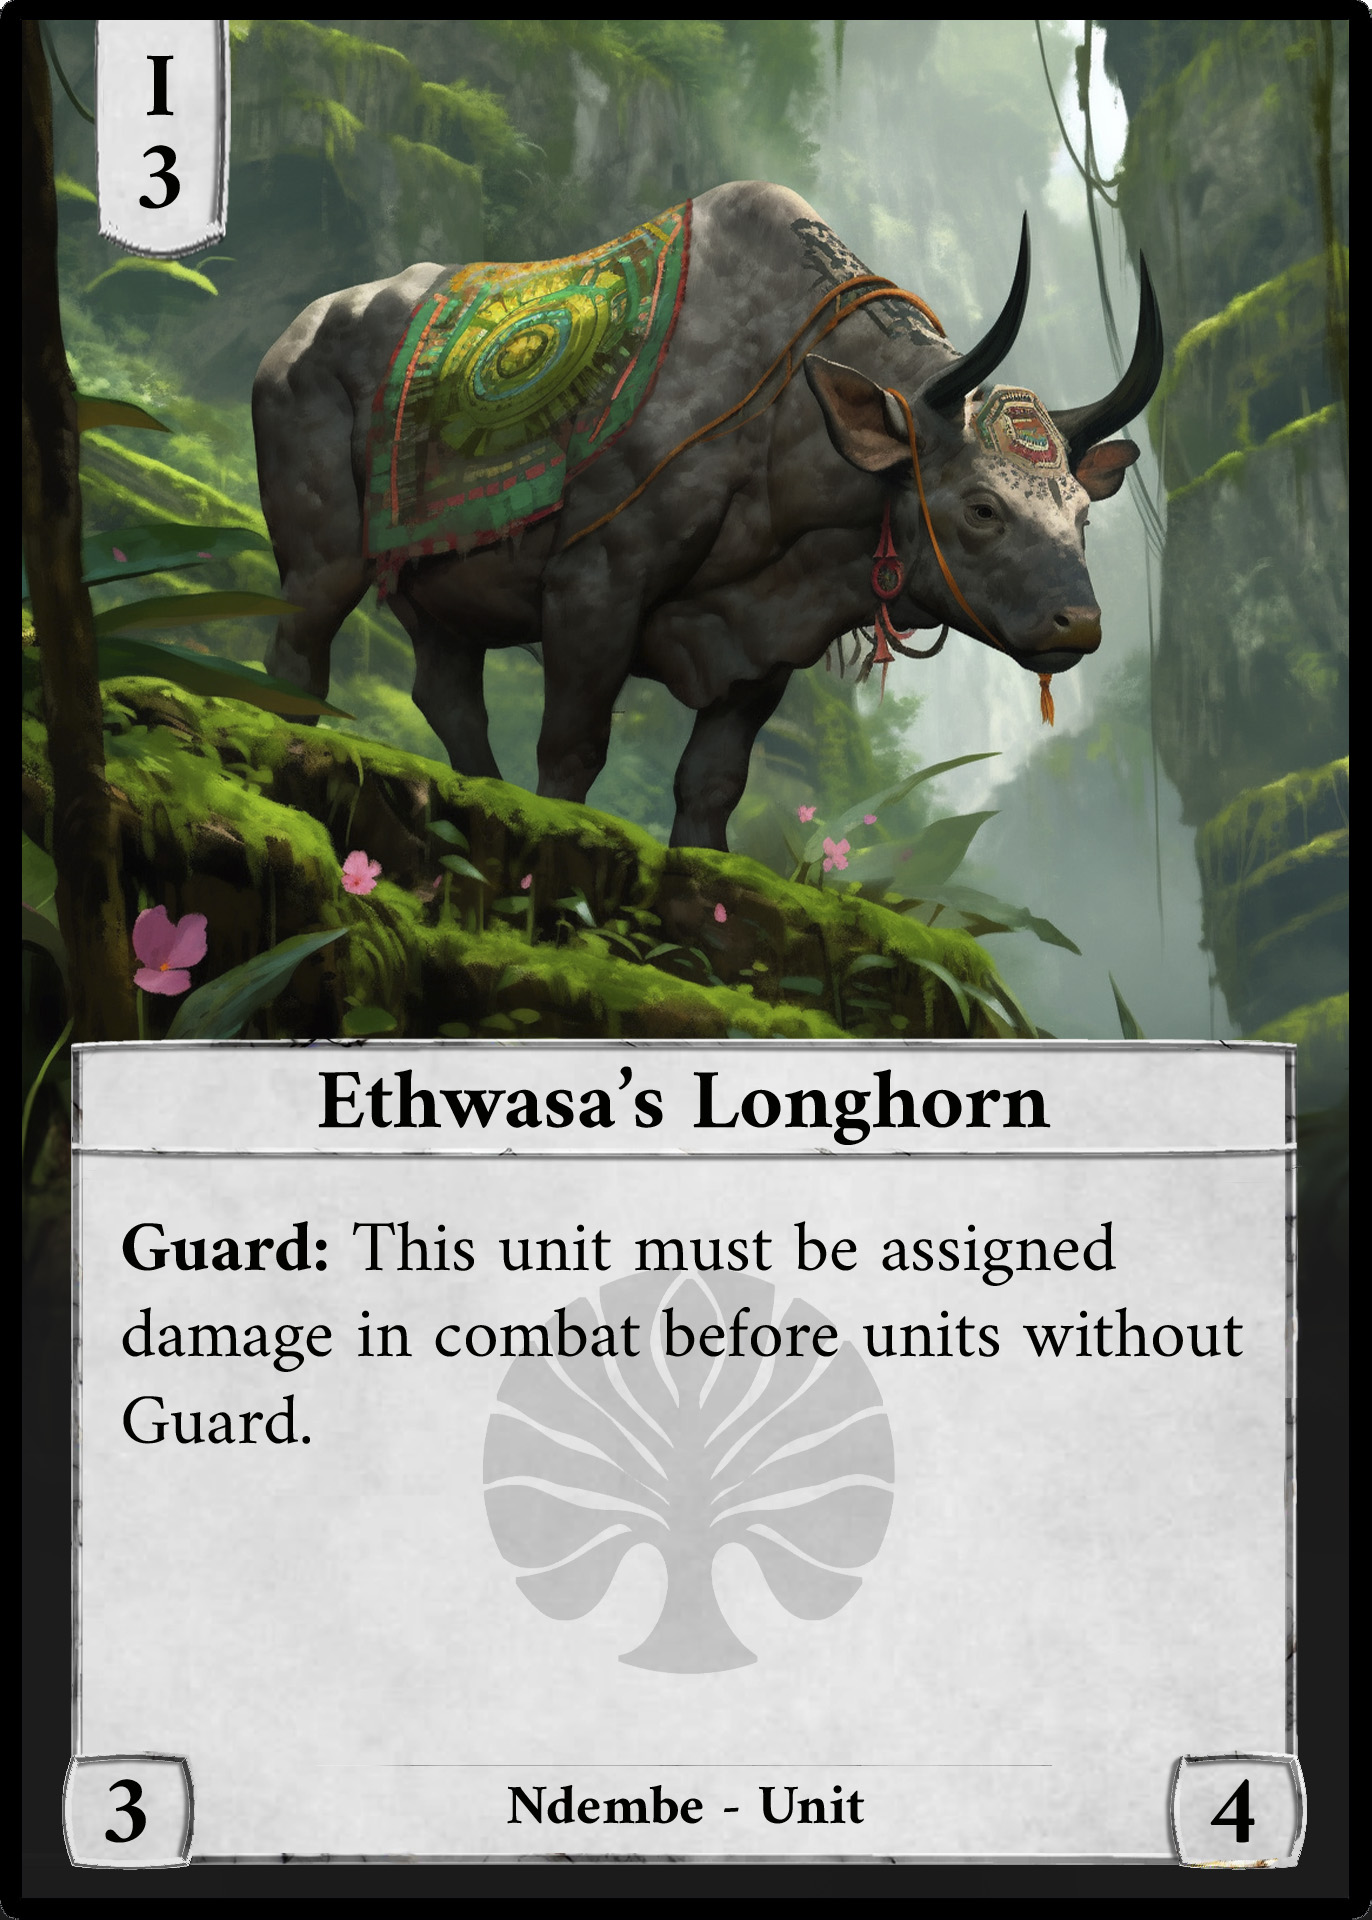 I
3
Ethwasa’s Longhorn
Guard: This unit must be assigned
damage in combat before units without
Guard.
3
Ndembe - Unit
4